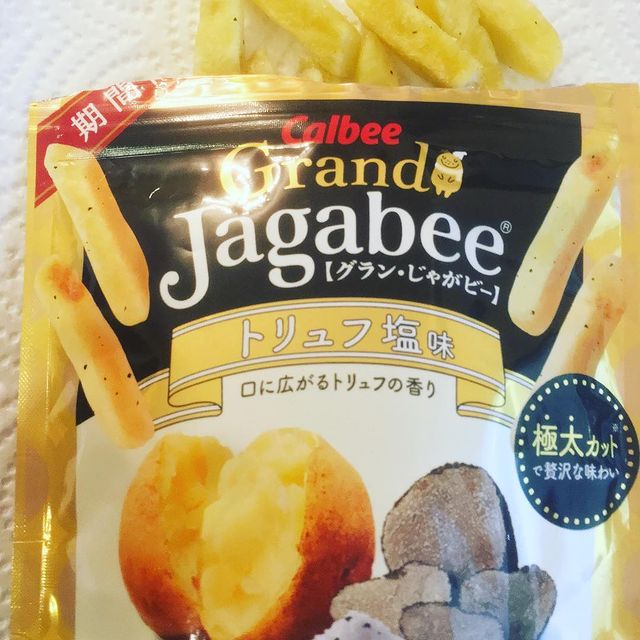 期間
Calbee
Grand
Jagabee®
【グラン・じゃがビー】
トリュフ塩味
口に広がるトリュフの香り
極太カット
で贅沢な味わい